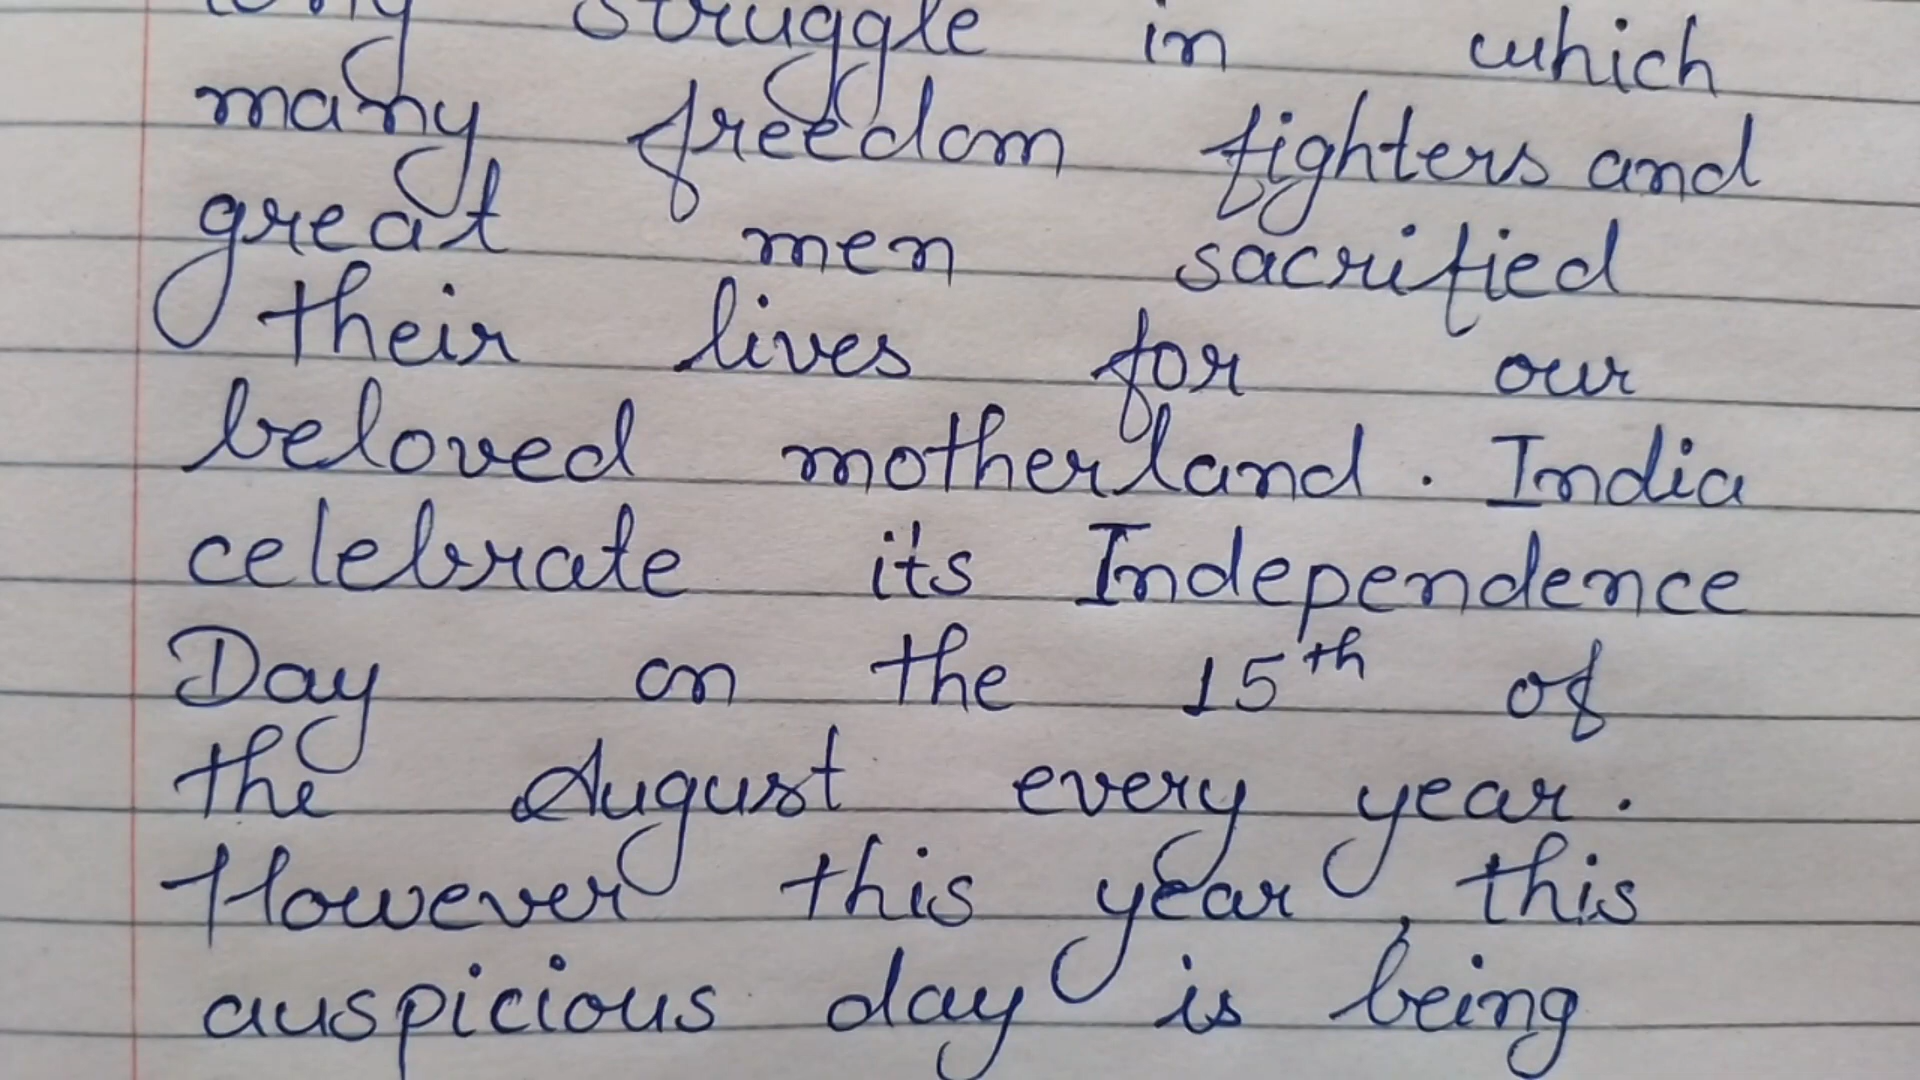 long struggle in which
many freedom fighters and
great men sacrified
their lives for our
beloved motherland. India
celebrate its Independence
Day on the 15th of
the August every year.
However this year, this
auspicious day is being